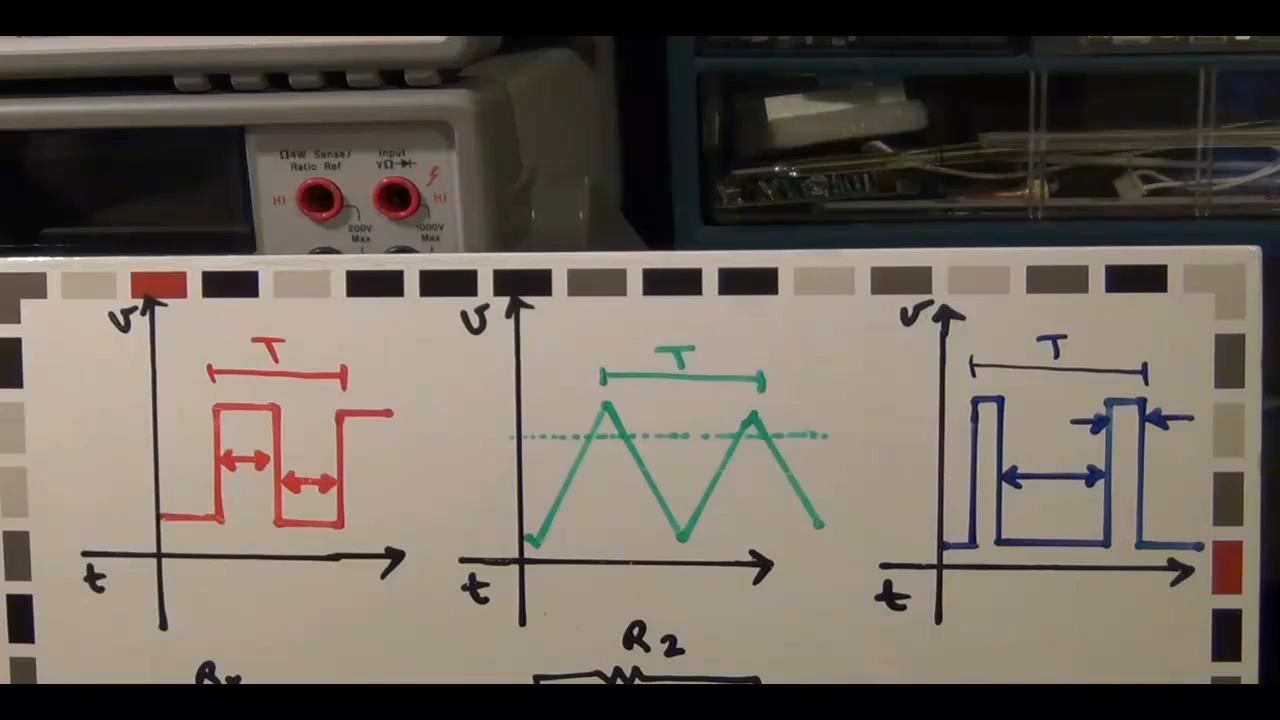 Ω4W Sense/
Ratio Ref
Input
VΩ
HI
HI
200V
Max
1000V
Max
V
T
t
V
T
t
V
T
t
R2